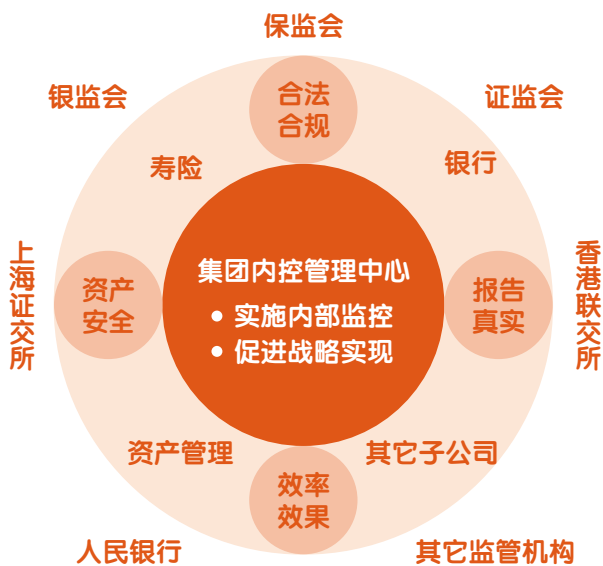 保监会
银监会
证监会
合法
合规
寿险
银行
上海证交所
资产
安全
集团内控管理中心
• 实施内部监控
• 促进战略实现
报告
真实
香港联交所
资产管理
其它子公司
效率
效果
人民银行
其它监管机构